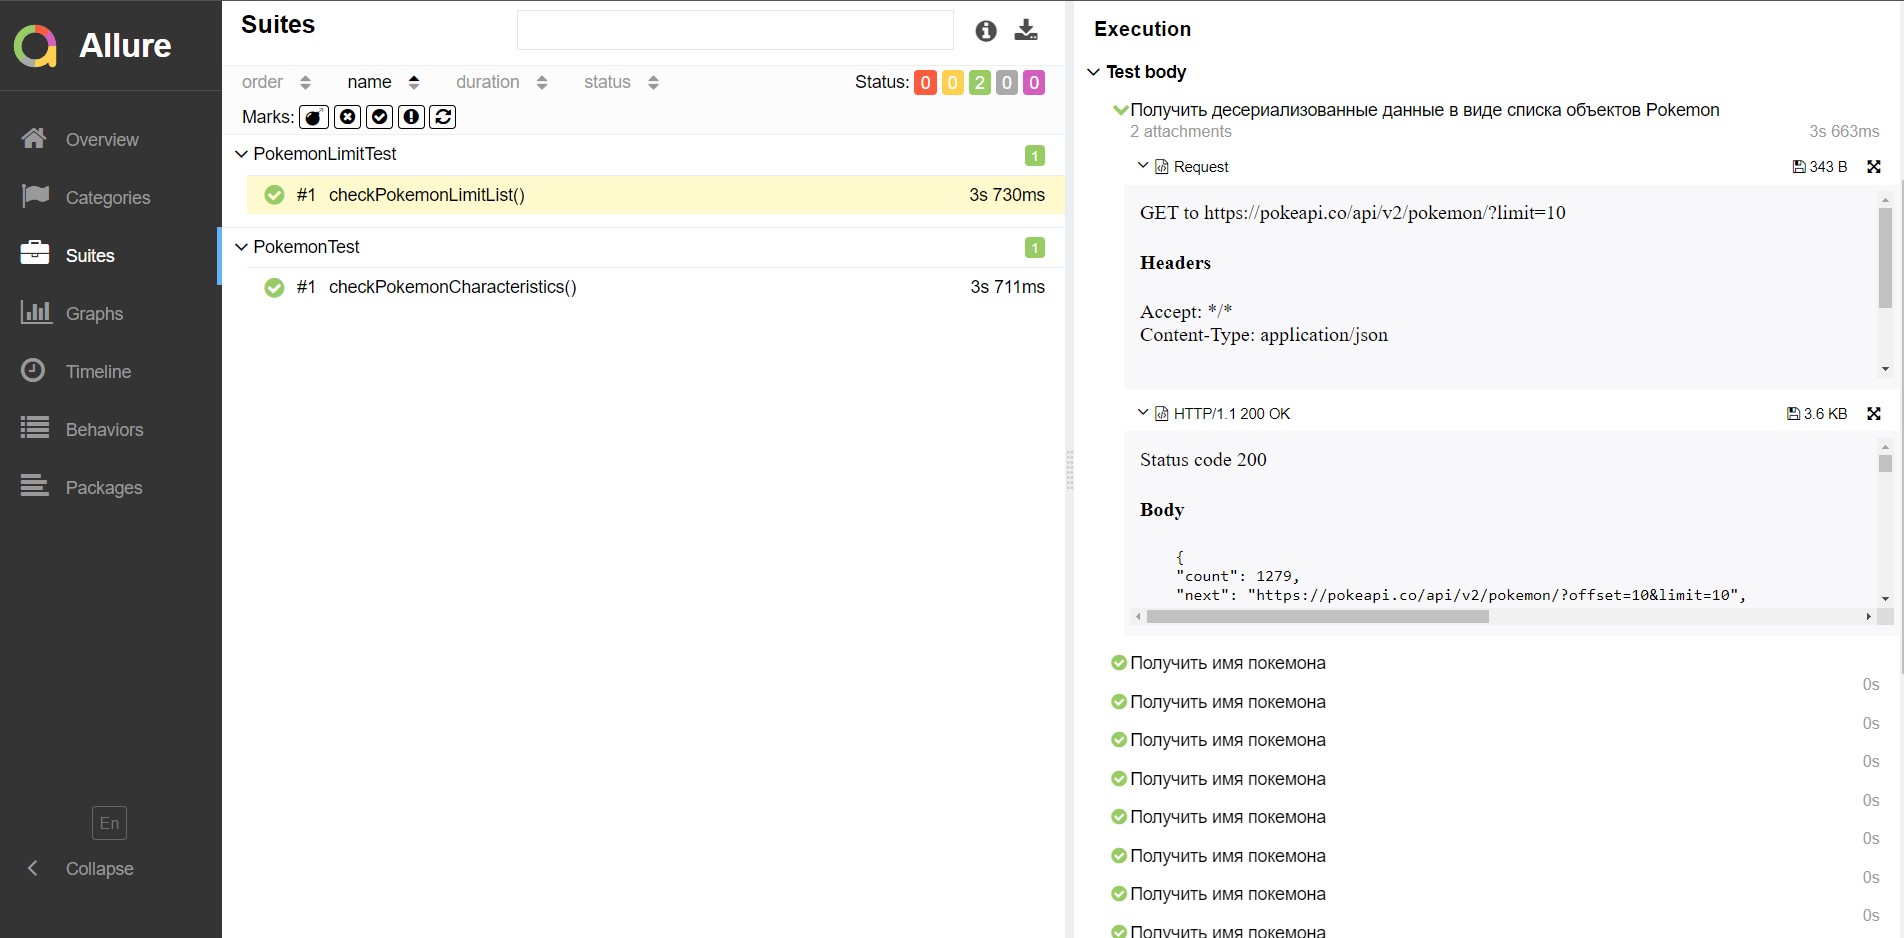 Allure
Overview
Categories
Suites
Graphs
Timeline
Behaviors
Packages
En
Collapse
Suites
order name duration status Status: 0 0 2 0 0
Marks:
PokemonLimitTest 1
#1 checkPokemonLimitList() 3s 730ms
PokemonTest 1
#1 checkPokemonCharacteristics() 3s 711ms
Execution
Test body
Получить десериализованные данные в виде списка объектов Pokemon
2 attachments 3s 663ms
Request 343 B
GET to https://pokeapi.co/api/v2/pokemon/?limit=10
Headers
Accept: */*
Content-Type: application/json
HTTP/1.1 200 OK 3.6 KB
Status code 200
Body
{
"count": 1279,
"next": "https://pokeapi.co/api/v2/pokemon/?offset=10&limit=10",
Получить имя покемона
0s
Получить имя покемона
0s
Получить имя покемона
0s
Получить имя покемона
0s
Получить имя покемона
0s
Получить имя покемона
0s
Получить имя покемона
0s
Получить имя покемона